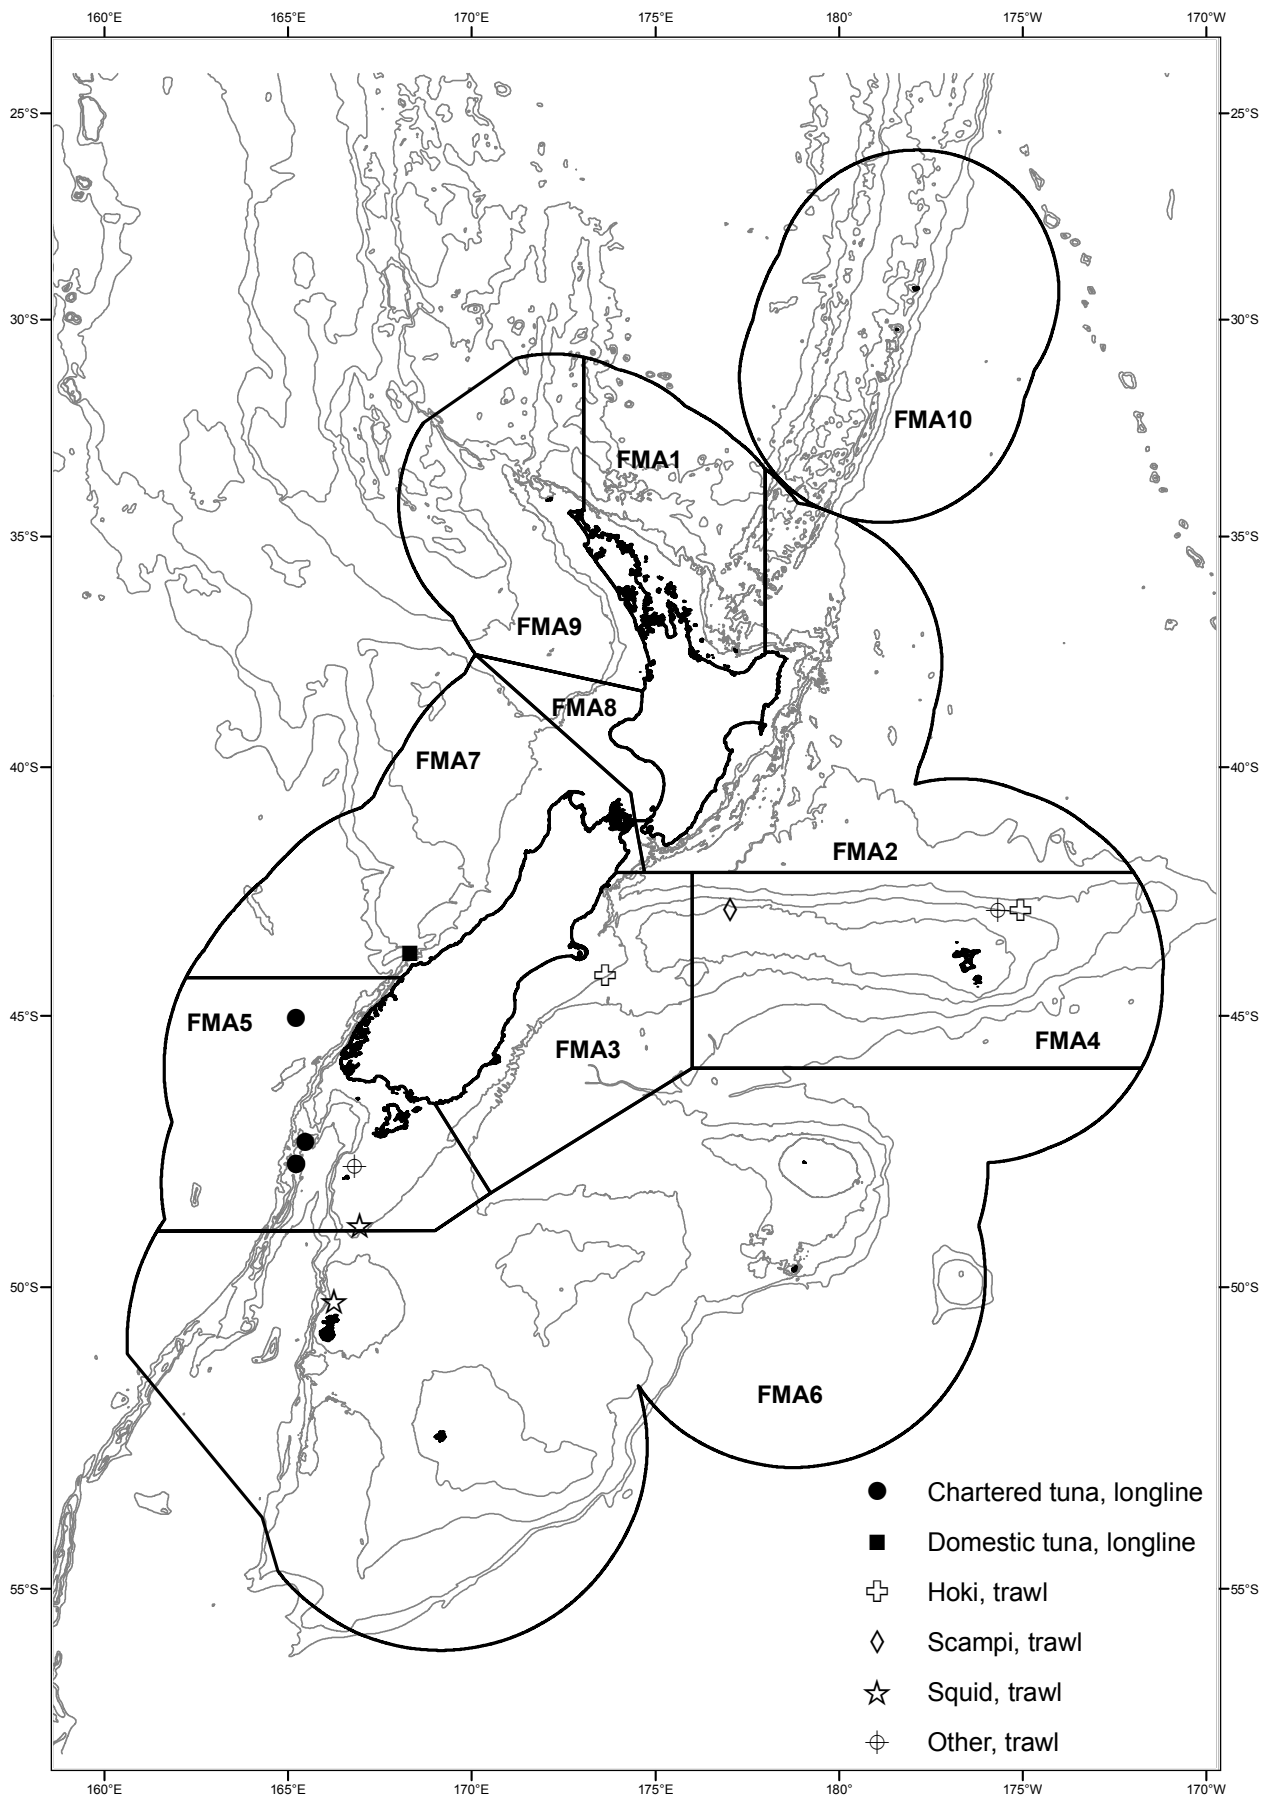 160°E 165°E 170°E 175°E 180° 175°W 170°W
25°S 25°S
30°S 30°S
FMA10
FMA1
35°S 35°S
FMA9
FMA8
FMA7
40°S 40°S
FMA2
45°S 45°S
FMA5
FMA4
FMA3
50°S 50°S
FMA6
Chartered tuna, longline
Domestic tuna, longline
55°S 55°S
Hoki, trawl
Scampi, trawl
Squid, trawl
Other, trawl
160°E 165°E 170°E 175°E 180° 175°W 170°W